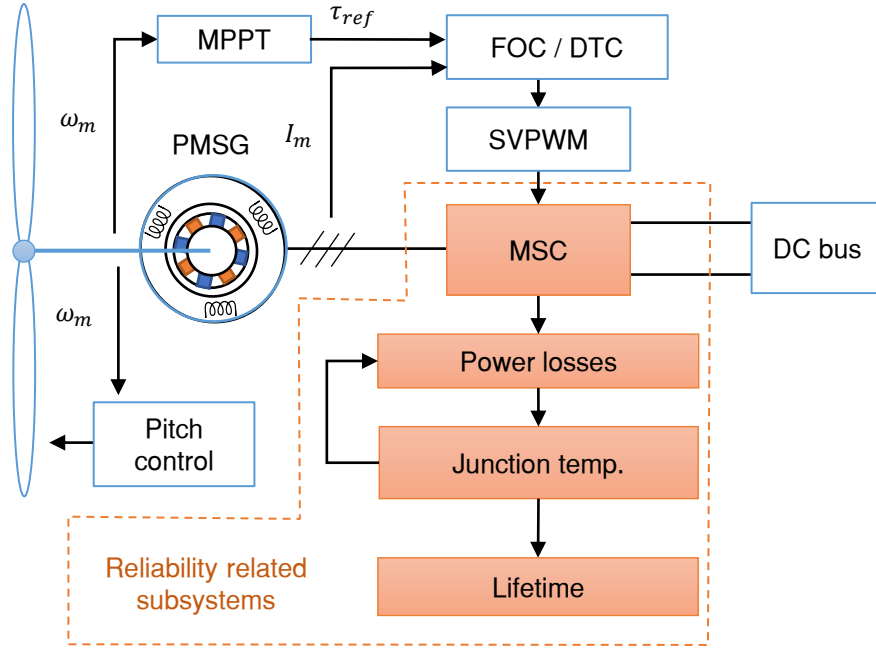 MPPT
τ_ref
FOC / DTC
ω_m
I_m
SVPWM
PMSG
MSC
DC bus
ω_m
Power losses
Pitch
control
Junction temp.
Reliability related
subsystems
Lifetime